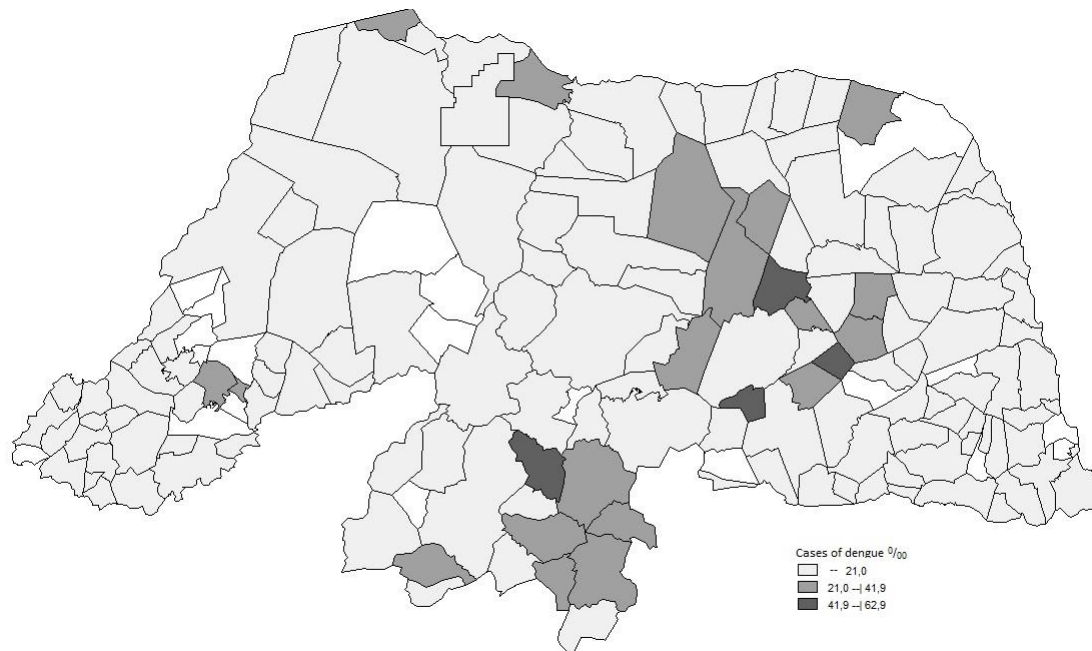 Cases of dengue 0/00
-- 21,0
21,0 --| 41,9
41,9 --| 62,9